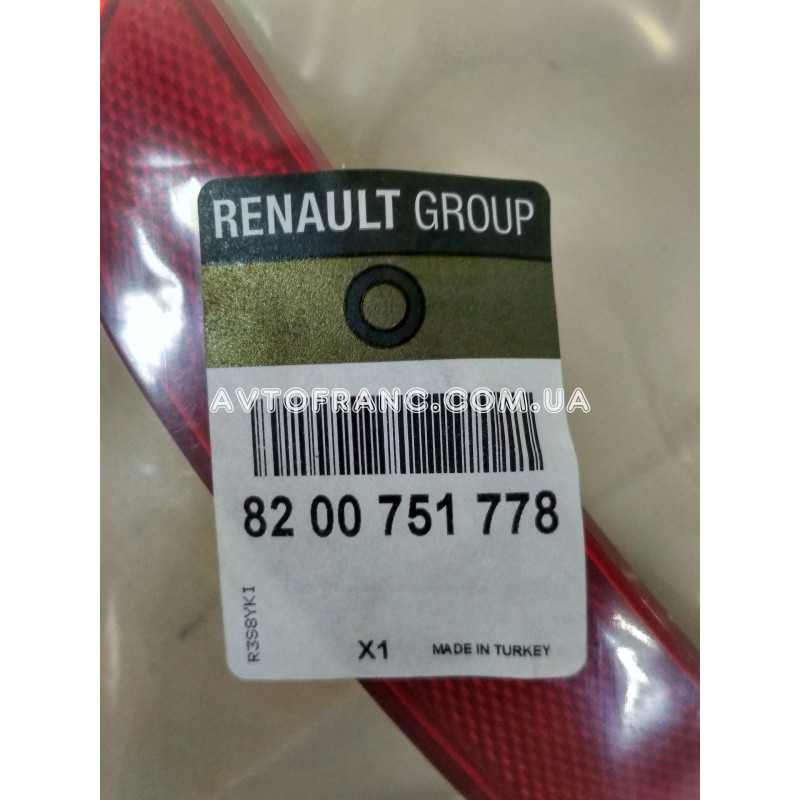 RENAULT GROUP
AVTOFRANC.COM.UA
82 00 751 778
R3S8YKI
X1 MADE IN TURKEY